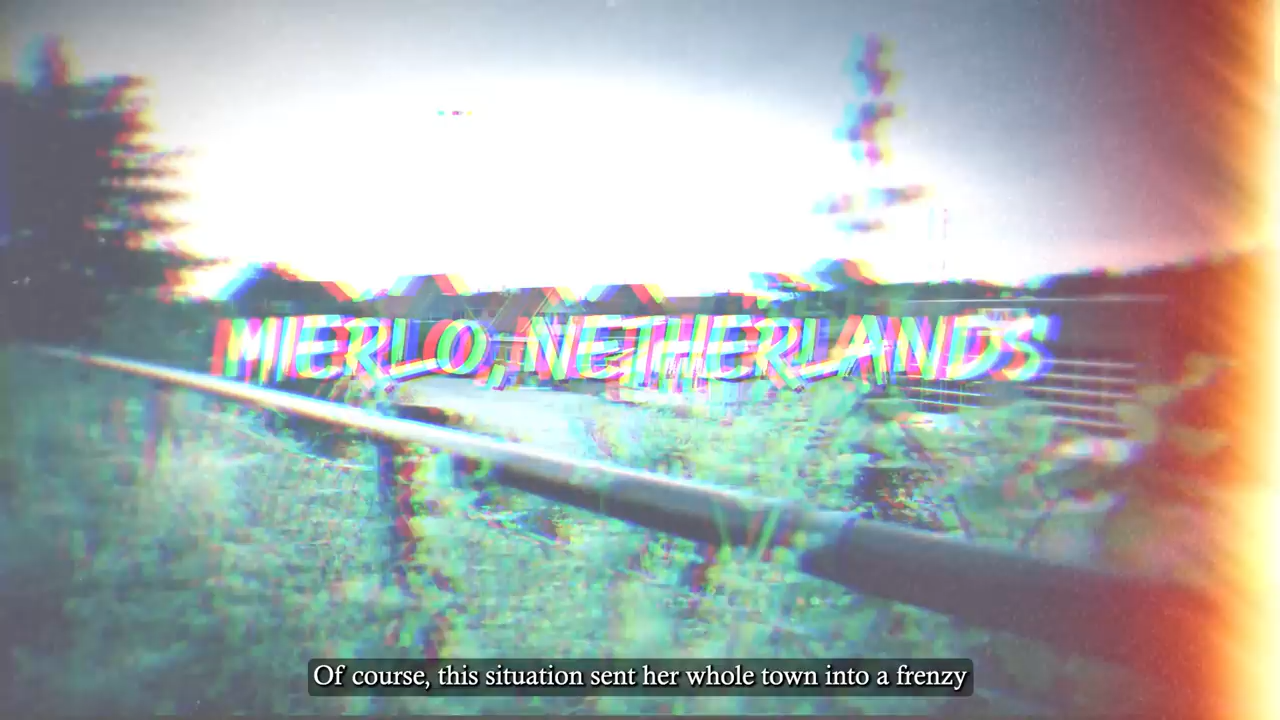 MIERLO, NETHERLANDS
Of course, this situation sent her whole town into a frenzy